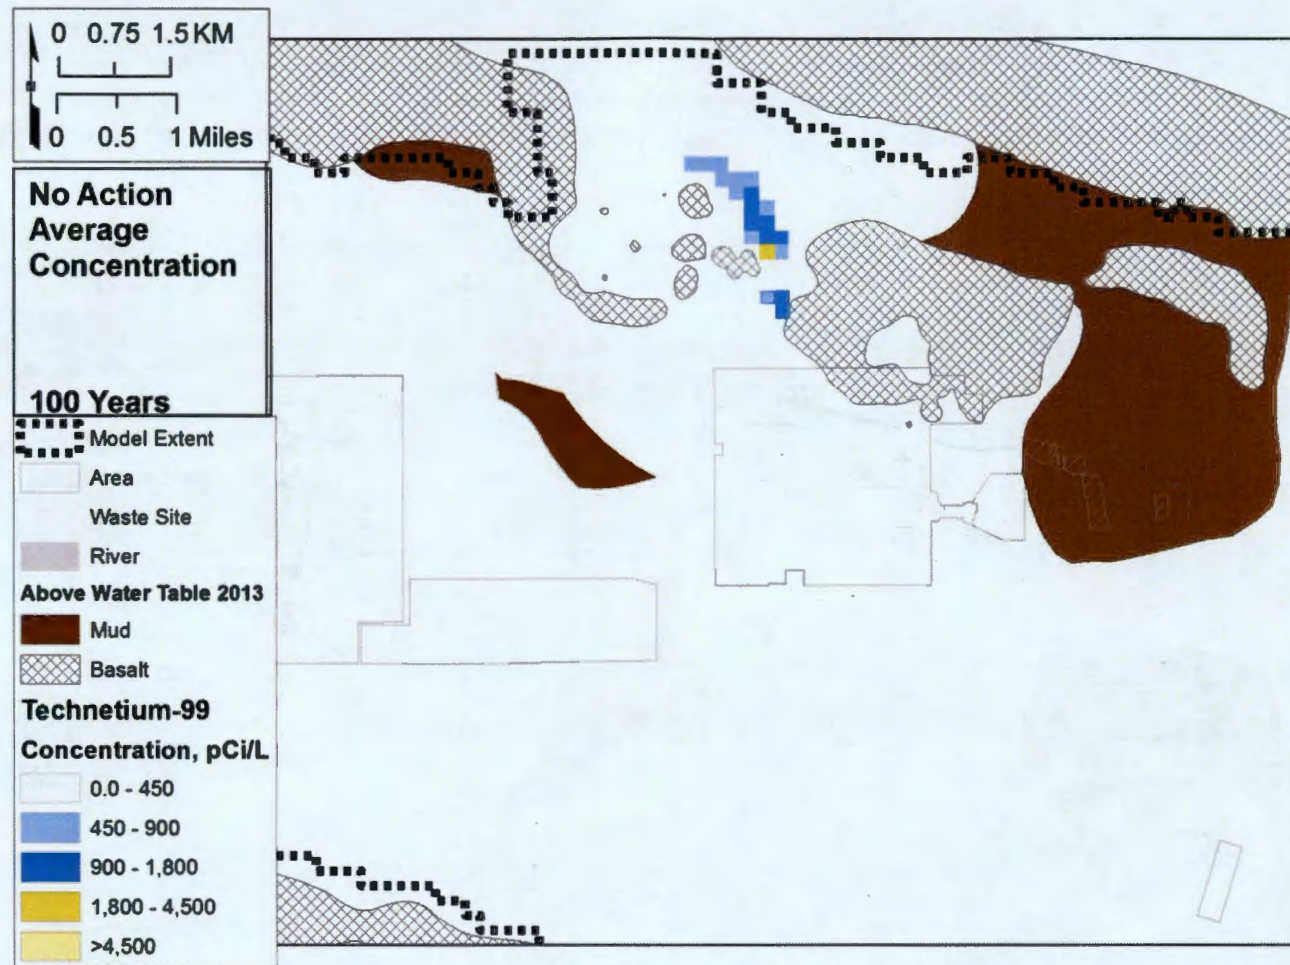 0 0.75 1.5 KM
0 0.5 1 Miles
No Action
Average
Concentration
100 Years
Model Extent
Area
Waste Site
River
Above Water Table 2013
Mud
Basalt
Technetium-99
Concentration, pCi/L
0.0 - 450
450 - 900
900 - 1,800
1,800 - 4,500
>4,500